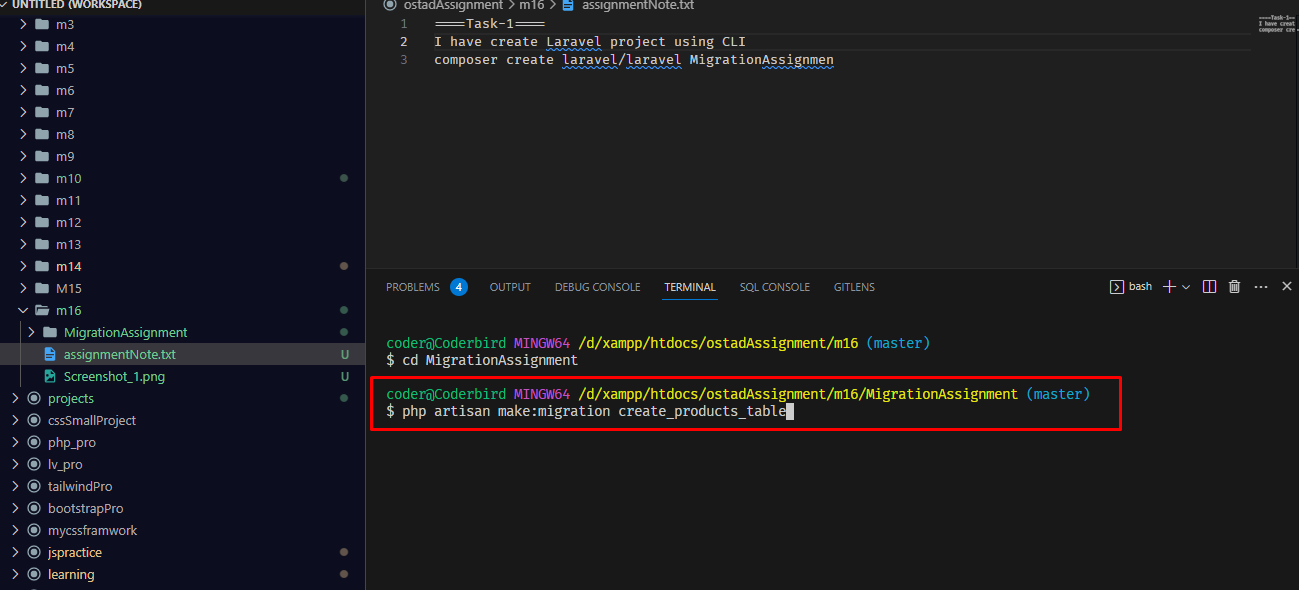 UNTITLED (WORKSPACE)
m3
m4
m5
m6
m7
m8
m9
m10
m11
m12
m13
m14
M15
m16
MigrationAssignment
assignmentNote.txt U
Screenshot_1.png U
projects
cssSmallProject
php_pro
lv_pro
tailwindPro
bootstrapPro
mycssframwork
jspractice
learning
ostadAssignment > m16 > assignmentNote.txt
1 ====Task-1====
2 I have create Laravel project using CLI
3 composer create laravel/laravel MigrationAssignmen
PROBLEMS 4 OUTPUT DEBUG CONSOLE TERMINAL SQL CONSOLE GITLENS
bash
coder@Coderbird MINGW64 /d/xampp/htdocs/ostadAssignment/m16 (master)
$ cd MigrationAssignment
coder@Coderbird MINGW64 /d/xampp/htdocs/ostadAssignment/m16/MigrationAssignment (master)
$ php artisan make:migration create_products_table